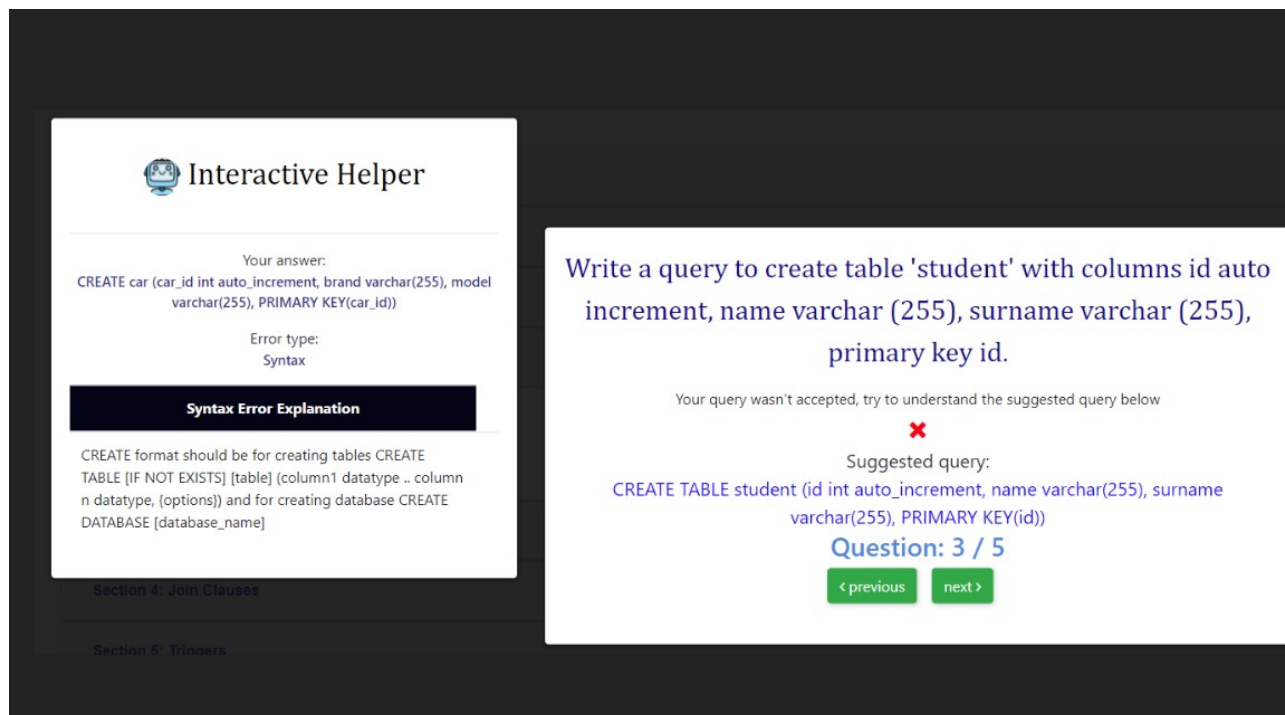 Interactive Helper
Your answer:
CREATE car (car_id int auto_increment, brand varchar(255), model
varchar(255), PRIMARY KEY(car_id))
Error type:
Syntax
Syntax Error Explanation
CREATE format should be for creating tables CREATE
TABLE [IF NOT EXISTS] [table] (column1 datatype .. column
n datatype, {options}) and for creating database CREATE
DATABASE [database_name]
Section 4: Join Clauses
Section 5: Triggers
Write a query to create table 'student' with columns id auto
increment, name varchar (255), surname varchar (255),
primary key id.
Your query wasn't accepted, try to understand the suggested query below
Suggested query:
CREATE TABLE student (id int auto_increment, name varchar(255), surname
varchar(255), PRIMARY KEY(id))
Question: 3 / 5
‹ previous
next ›